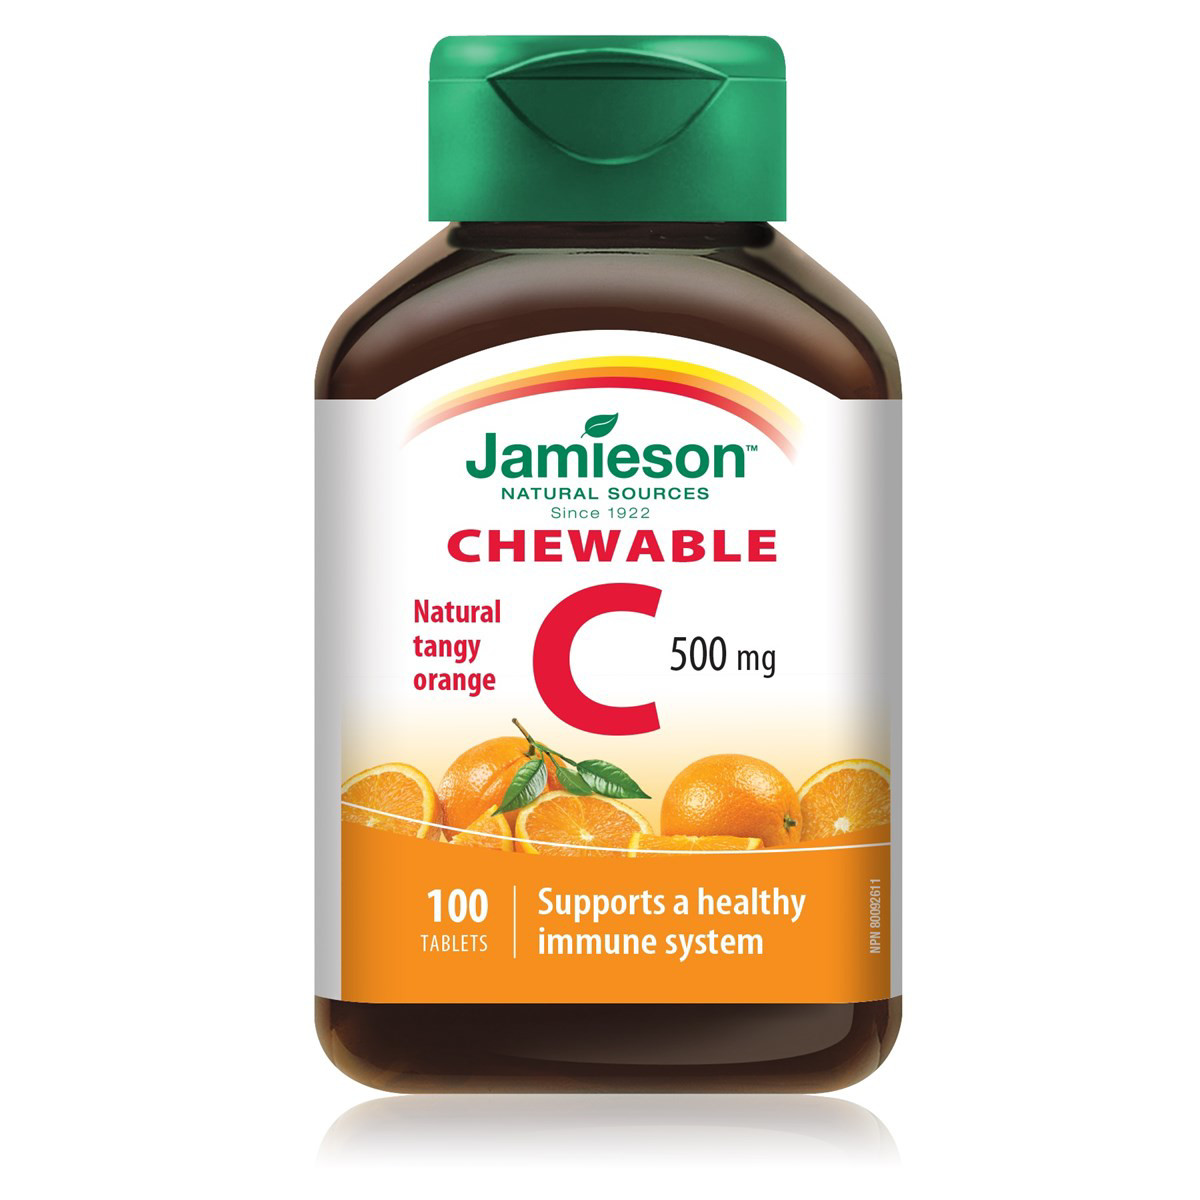 Jamieson™
NATURAL SOURCES
Since 1922
CHEWABLE
Natural
tangy
orange
C
500 mg
100
TABLETS
Supports a healthy
immune system
NPN 80092611